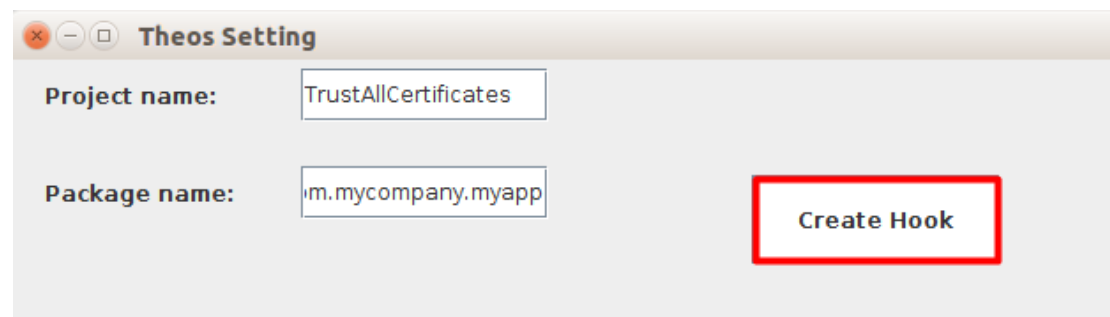 Theos Setting
Project name:
TrustAllCertificates
Package name:
m.mycompany.myapp
Create Hook